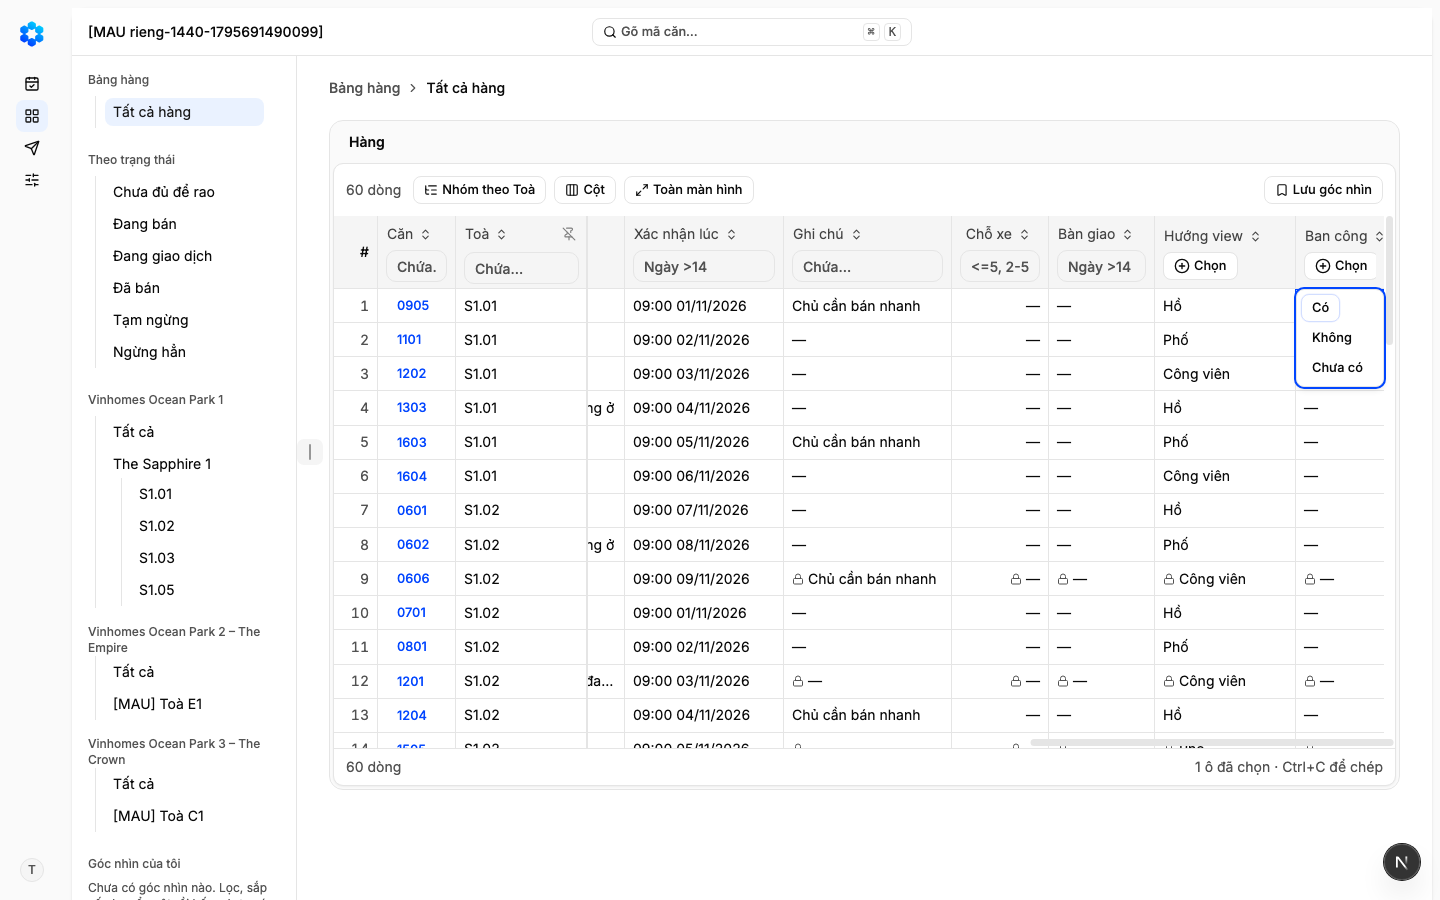 [MAU rieng-1440-1795691490099]
Gõ mã căn...
⌘ K
Bảng hàng
Tất cả hàng
Theo trạng thái
Chưa đủ để rao
Đang bán
Đang giao dịch
Đã bán
Tạm ngừng
Ngừng hẳn
Vinhomes Ocean Park 1
Tất cả
The Sapphire 1
S1.01
S1.02
S1.03
S1.05
Vinhomes Ocean Park 2 – The
Empire
Tất cả
[MAU] Toà E1
Vinhomes Ocean Park 3 – The
Crown
Tất cả
[MAU] Toà C1
Góc nhìn của tôi
Chưa có góc nhìn nào. Lọc, sắp
T
Bảng hàng > Tất cả hàng
Hàng
60 dòng Nhóm theo Toà Cột Toàn màn hình Lưu góc nhìn
# Căn Toà Xác nhận lúc Ghi chú Chỗ xe Bàn giao Hướng view Ban công
Chứa. Chứa... Ngày >14 Chứa... <=5, 2-5 Ngày >14 Chọn Chọn
1 0905 S1.01 09:00 01/11/2026 Chủ cần bán nhanh — — Hồ
Có
2 1101 S1.01 09:00 02/11/2026 — — — Phố
Không
3 1202 S1.01 09:00 03/11/2026 — — — Công viên
Chưa có
4 1303 S1.01 ng ở 09:00 04/11/2026 — — — Hồ —
5 1603 S1.01 09:00 05/11/2026 Chủ cần bán nhanh — — Phố —
6 1604 S1.01 09:00 06/11/2026 — — — Công viên —
7 0601 S1.02 09:00 07/11/2026 — — — Hồ —
8 0602 S1.02 ng ở 09:00 08/11/2026 — — — Phố —
9 0606 S1.02 09:00 09/11/2026 Chủ cần bán nhanh — — Công viên —
10 0701 S1.02 09:00 01/11/2026 — — — Hồ —
11 0801 S1.02 09:00 02/11/2026 — — — Phố —
12 1201 S1.02 đa... 09:00 03/11/2026 — — — Công viên —
13 1204 S1.02 09:00 04/11/2026 Chủ cần bán nhanh — — Hồ —
60 dòng 1 ô đã chọn · Ctrl+C để chép
N